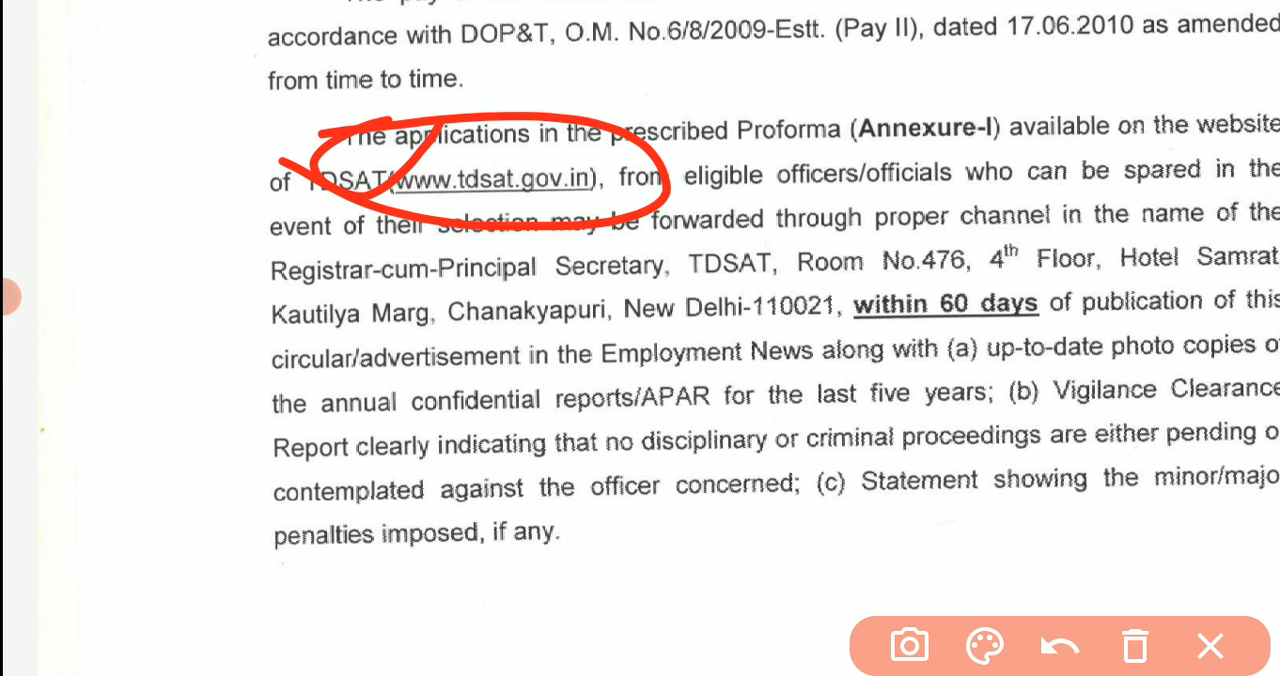 accordance with DOP&T, O.M. No.6/8/2009-Estt. (Pay II), dated 17.06.2010 as amended
from time to time.
The applications in the prescribed Proforma (Annexure-I) available on the website
of TDSAT(www.tdsat.gov.in), from eligible officers/officials who can be spared in the
event of their selection may be forwarded through proper channel in the name of the
Registrar-cum-Principal Secretary, TDSAT, Room No.476, 4th Floor, Hotel Samrat
Kautilya Marg, Chanakyapuri, New Delhi-110021, within 60 days of publication of this
circular/advertisement in the Employment News along with (a) up-to-date photo copies o
the annual confidential reports/APAR for the last five years; (b) Vigilance Clearance
Report clearly indicating that no disciplinary or criminal proceedings are either pending o
contemplated against the officer concerned; (c) Statement showing the minor/majo
penalties imposed, if any.